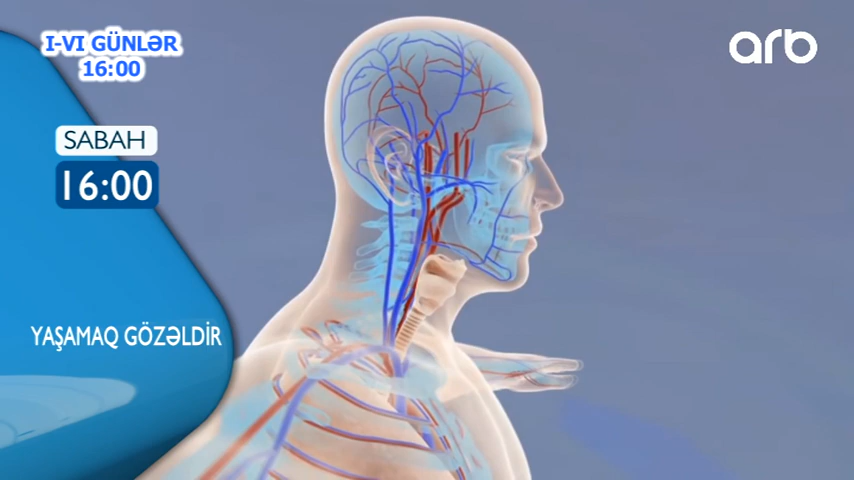 I-VI GÜNLƏR
16:00
arb
SABAH
16:00
YAŞAMAQ GÖZƏLDİR